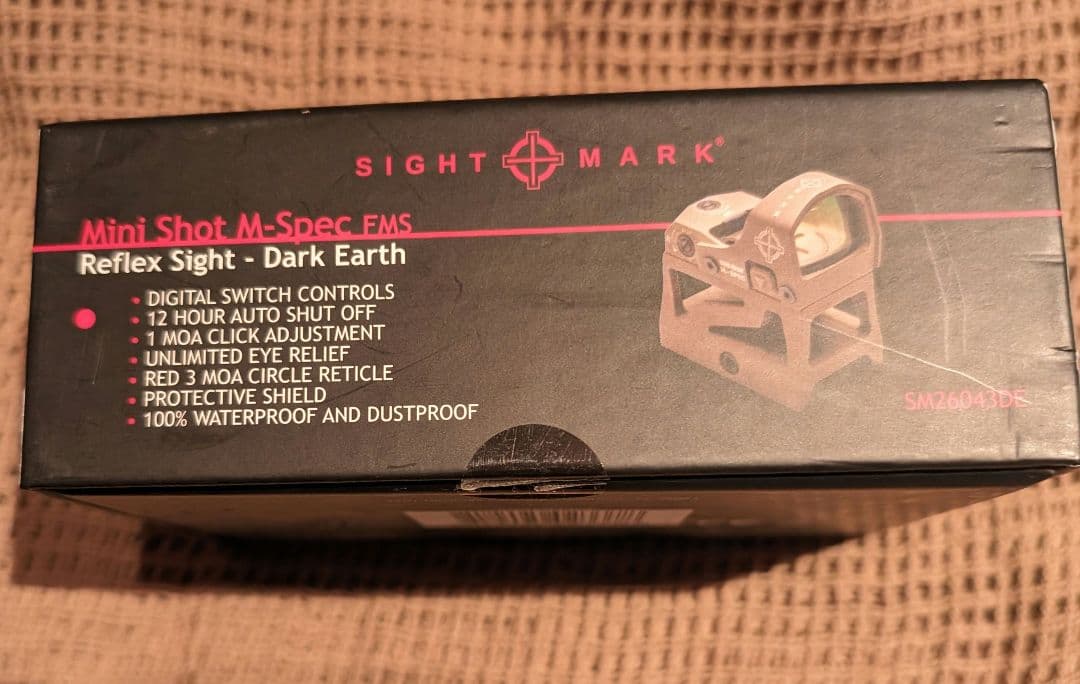 SIGHT MARK®
Mini Shot M-Spec FMS
Reflex Sight - Dark Earth
• DIGITAL SWITCH CONTROLS
• 12 HOUR AUTO SHUT OFF
• 1 MOA CLICK ADJUSTMENT
• UNLIMITED EYE RELIEF
• RED 3 MOA CIRCLE RETICLE
• PROTECTIVE SHIELD
• 100% WATERPROOF AND DUSTPROOF
SM26043DE